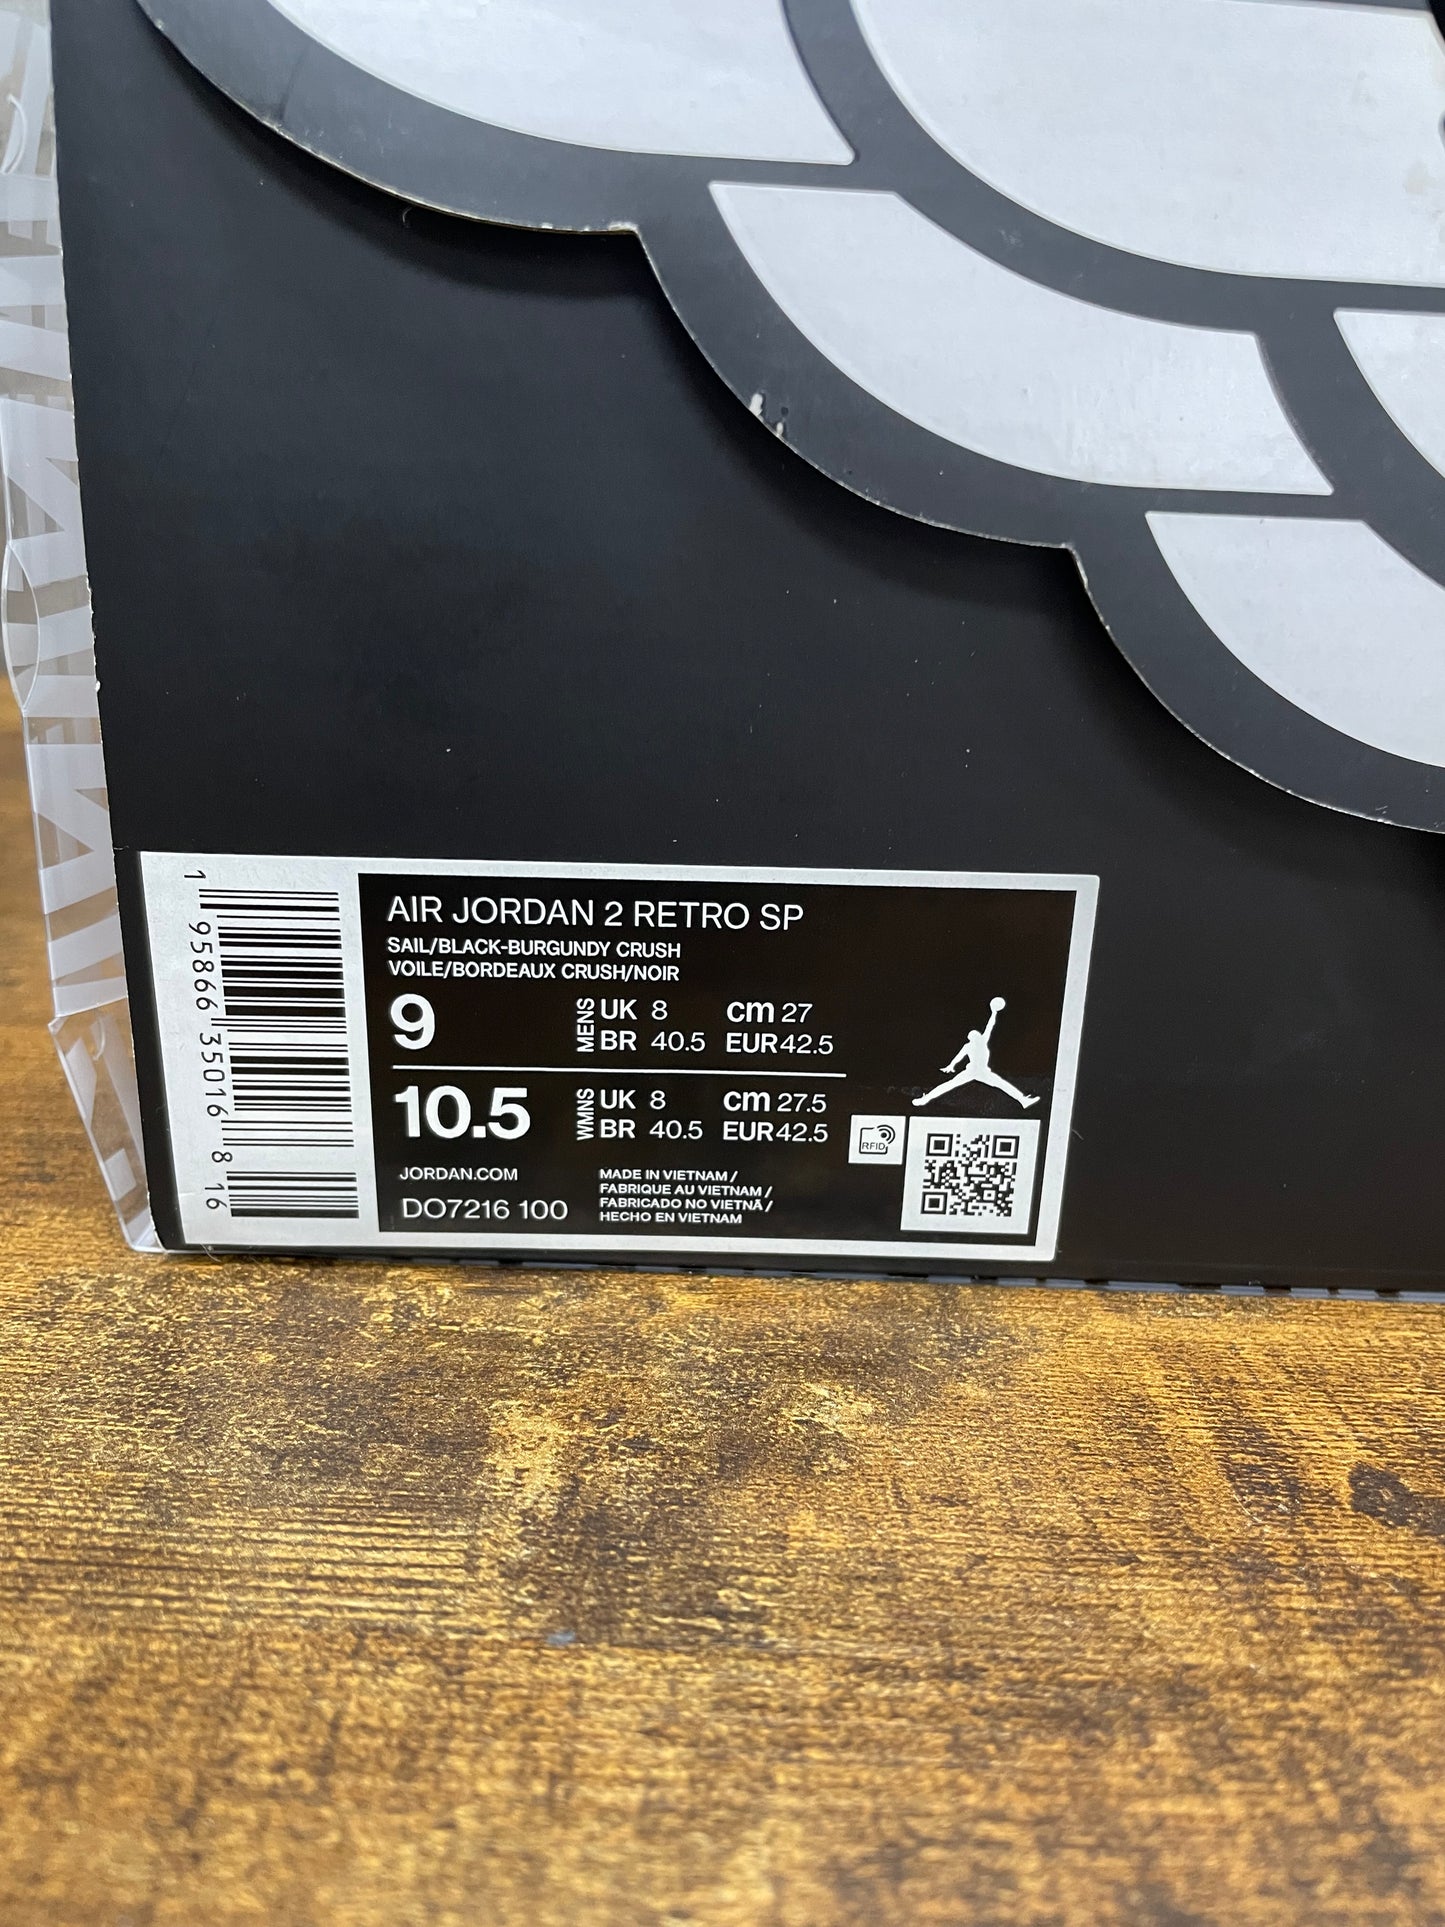 AIR JORDAN 2 RETRO SP
SAIL/BLACK-BURGUNDY CRUSH
VOILE/BORDEAUX CRUSH/NOIR
9 MENS UK 8 cm 27
BR 40.5 EUR 42.5
10.5 WMNS UK 8 cm 27.5
BR 40.5 EUR 42.5
RFID
JORDAN.COM
DO7216 100
MADE IN VIETNAM /
FABRIQUE AU VIETNAM /
FABRICADO NO VIETNÃ /
HECHO EN VIETNAM
1 95866 35016 8 16